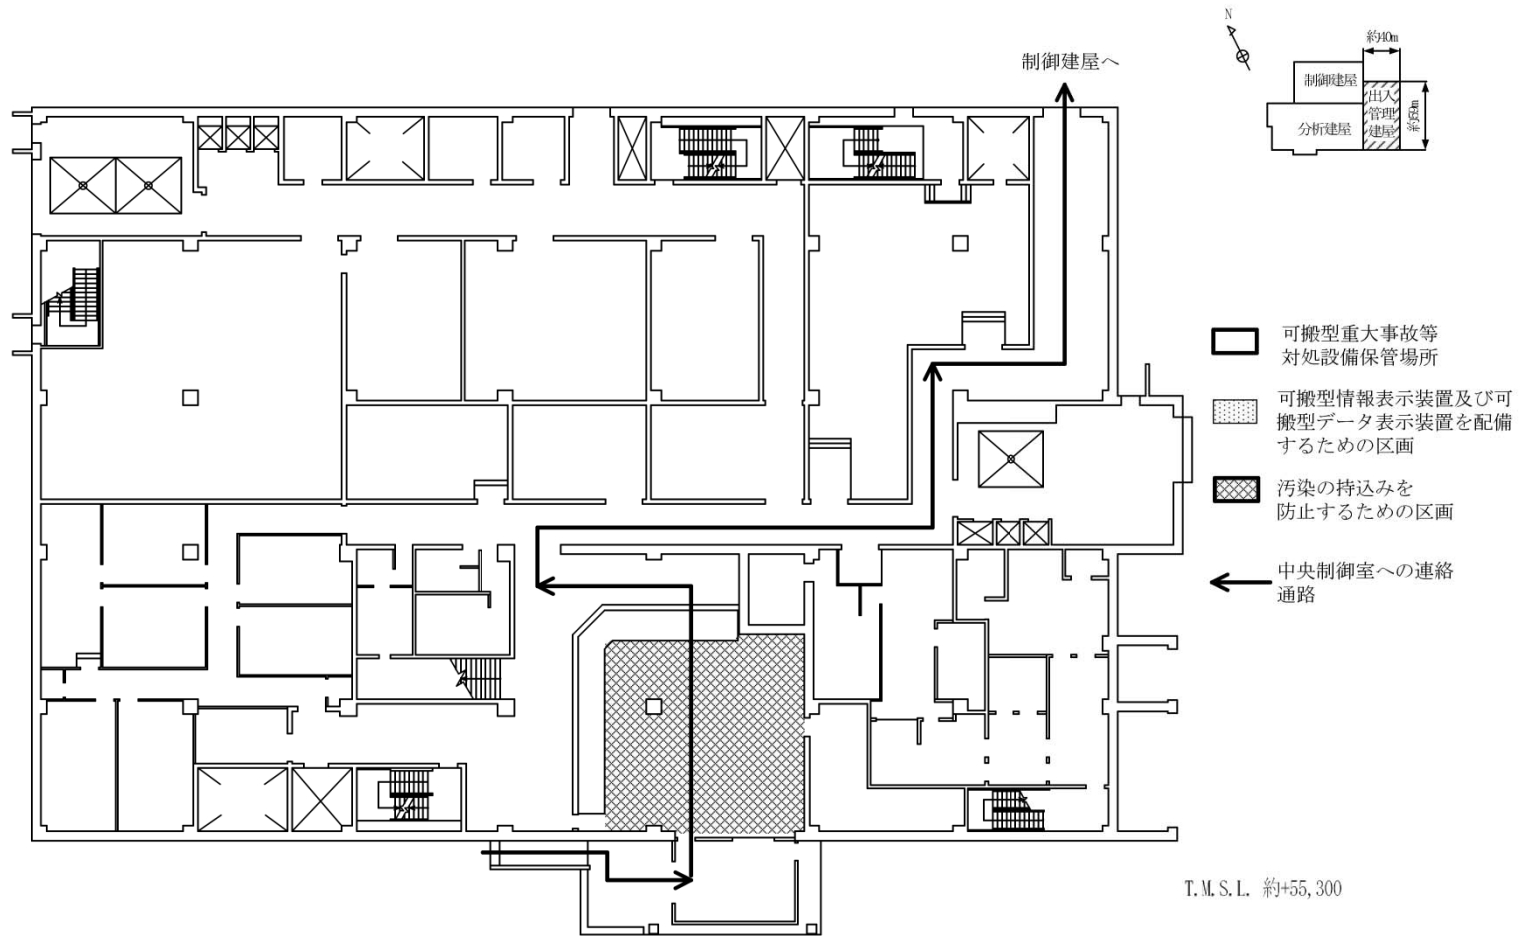 N
約40m
制御建屋へ
制御建屋
出入
管理
建屋
分析建屋
約59m
可搬型重大事故等
対処設備保管場所
可搬型情報表示装置及び可
搬型データ表示装置を配備
するための区画
汚染の持込みを
防止するための区画
中央制御室への連絡
通路
T.M.S.L. 約+55,300